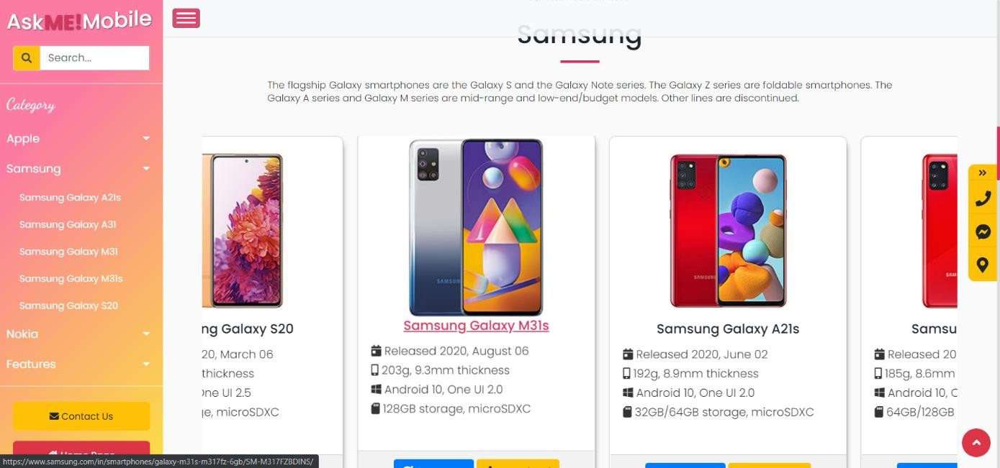 AskME!Mobile
Search...
Category
Apple
Samsung
Samsung Galaxy A21s
Samsung Galaxy A31
Samsung Galaxy M31
Samsung Galaxy M31s
Samsung Galaxy S20
Nokia
Features
Contact Us
Home Page
https://www.samsung.com/in/smartphones/galaxy-m31s-m317fz-6gb/SM-M317FZBDINS/
Samsung
The flagship Galaxy smartphones are the Galaxy S and the Galaxy Note series. The Galaxy Z series are foldable smartphones. The
Galaxy A series and Galaxy M series are mid-range and low-end/budget models. Other lines are discontinued.
ng Galaxy S20
20, March 06
thickness
One UI 2.5
ge, microSDXC
SAMSUNG
Samsung Galaxy M31s
Released 2020, August 06
203g, 9.3mm thickness
Android 10, One UI 2.0
128GB storage, microSDXC
SAMSUNG
Samsung Galaxy A21s
Released 2020, June 02
192g, 8.9mm thickness
Android 10, One UI 2.0
32GB/64GB storage, microSDXC
SAM
Samsu
Released 20
185g, 8.6mm
Android 10, O
64GB/128GB